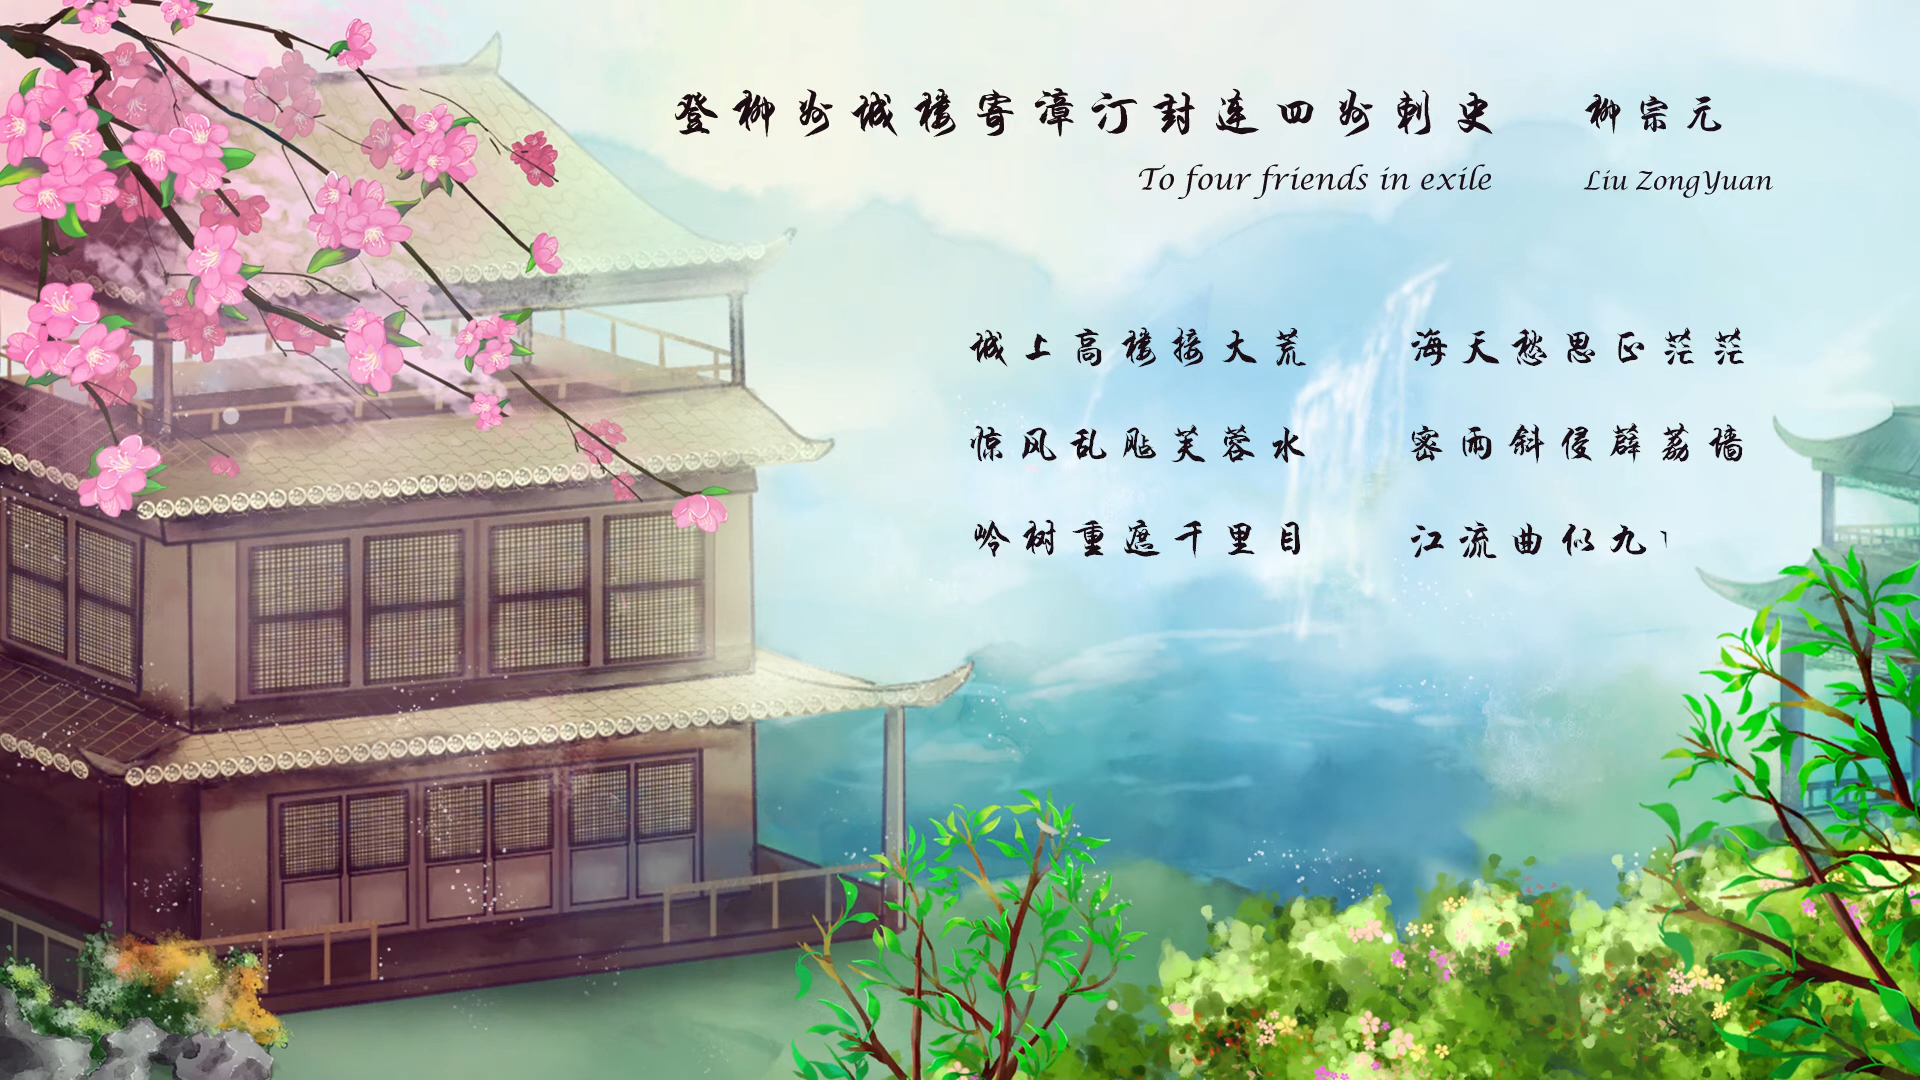 登柳州城楼寄漳汀封连四州刺史 柳宗元
To four friends in exile Liu ZongYuan
城上高楼接大荒 海天愁思正茫茫
惊风乱飐芙蓉水 密雨斜侵薜荔墙
岭树重遮千里目 江流曲似九